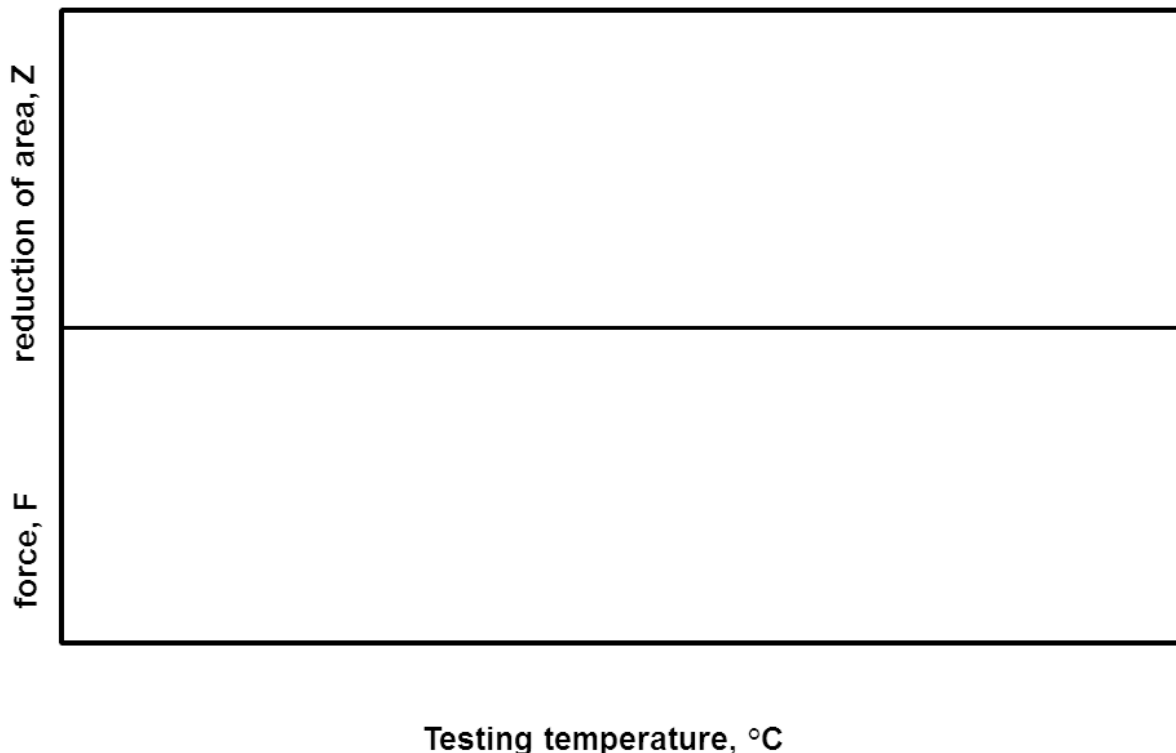 reduction of area, Z
force, F
Testing temperature, °C